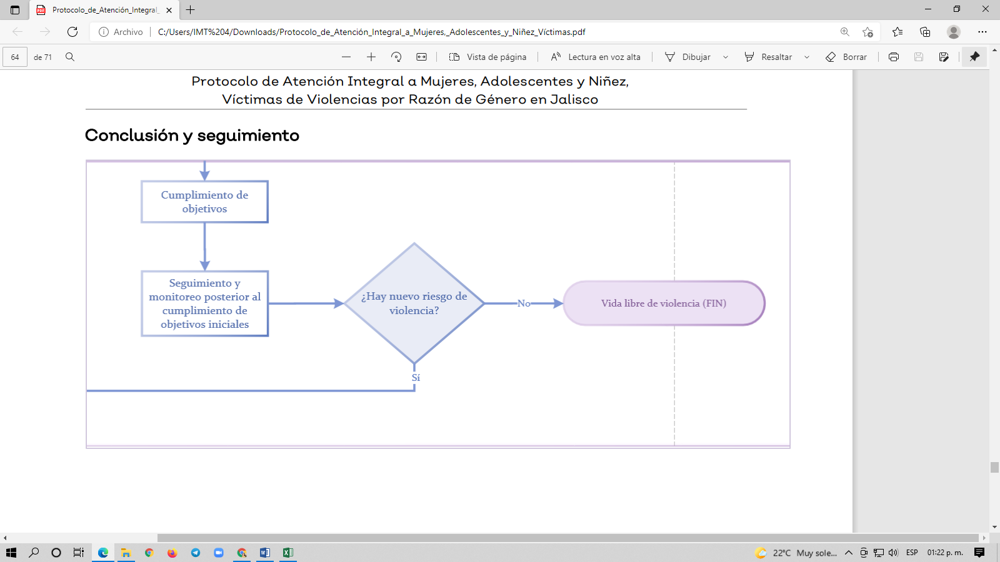 Protocolo_de_Atención_Integral_
Archivo
C:/Users/IMT%204/Downloads/Protocolo_de_Atención_Integral_a_Mujeres,_Adolescentes_y_Niñez_Víctimas.pdf
64
de 71
Vista de página
Lectura en voz alta
Dibujar
Resaltar
Borrar
Protocolo de Atención Integral a Mujeres, Adolescentes y Niñez,
Víctimas de Violencias por Razón de Género en Jalisco
Conclusión y seguimiento
Cumplimiento de
objetivos
Seguimiento y
monitoreo posterior al
cumplimiento de
objetivos iniciales
¿Hay nuevo riesgo de
violencia?
No
Vida libre de violencia (FIN)
Sí
22°C Muy sole...
ESP
01:22 p. m.